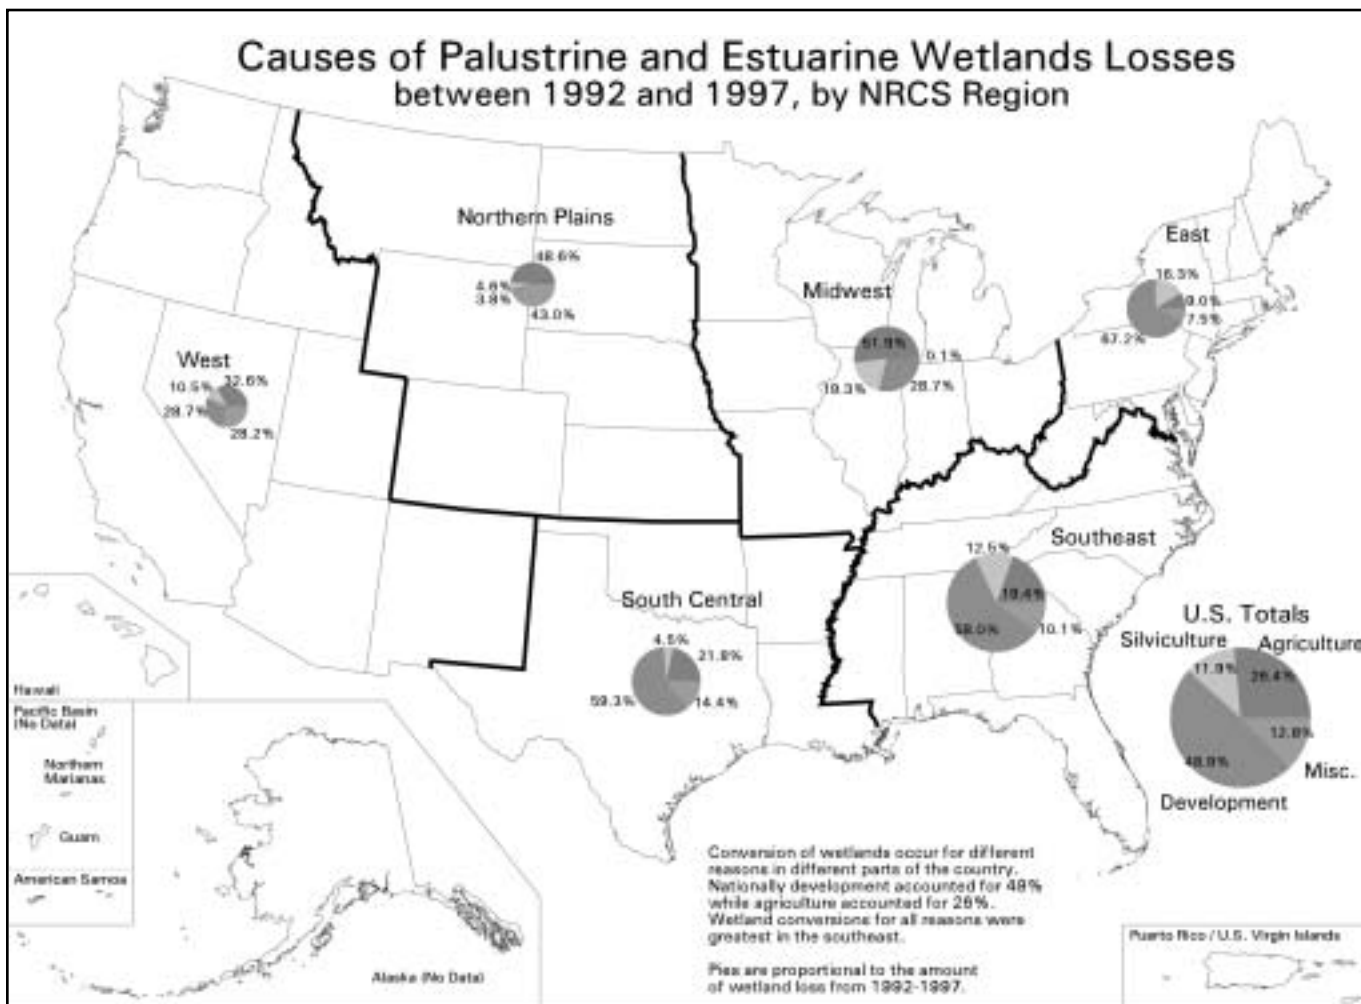 Causes of Palustrine and Estuarine Wetlands Losses
between 1992 and 1997, by NRCS Region
Northern Plains
48.6%
4.6%
3.8%
43.0%
East
16.3%
9.0%
7.5%
67.2%
Midwest
51.9%
0.1%
19.3%
28.7%
West
10.5%
32.6%
28.7%
28.2%
Southeast
12.5%
19.4%
58.0%
10.1%
South Central
4.5%
21.8%
59.3%
14.4%
U.S. Totals
Silviculture
Agriculture
11.9%
26.4%
12.8%
48.9%
Misc.
Development
Hawaii
Pacific Basin
(No Data)
Northern
Marianas
Guam
American Samoa
Alaska (No Data)
Conversion of wetlands occur for different
reasons in different parts of the country.
Nationally development accounted for 49%
while agriculture accounted for 26%.
Wetland conversions for all reasons were
greatest in the southeast.
Pies are proportional to the amount
of wetland loss from 1992-1997.
Puerto Rico / U.S. Virgin Islands